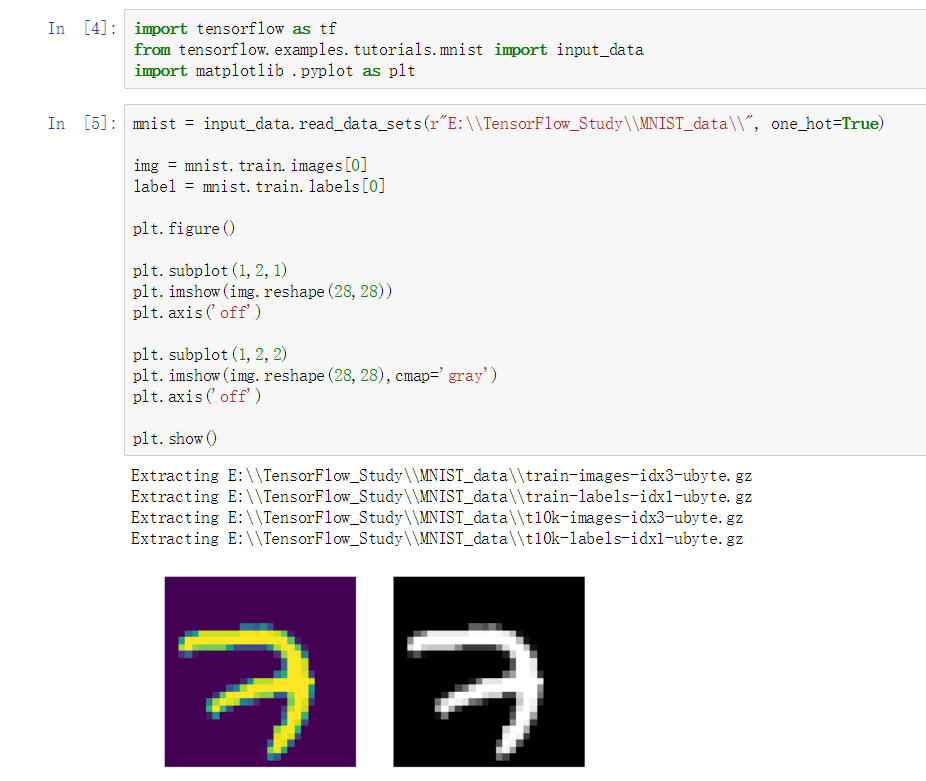 In [4]: import tensorflow as tf
from tensorflow.examples.tutorials.mnist import input_data
import matplotlib .pyplot as plt
In [5]: mnist = input_data.read_data_sets(r"E:\\TensorFlow_Study\\MNIST_data\\", one_hot=True)
img = mnist.train.images[0]
label = mnist.train.labels[0]
plt.figure()
plt.subplot(1,2,1)
plt.imshow(img.reshape(28,28))
plt.axis('off')
plt.subplot(1,2,2)
plt.imshow(img.reshape(28,28),cmap='gray')
plt.axis('off')
plt.show()
Extracting E:\\TensorFlow_Study\\MNIST_data\\train-images-idx3-ubyte.gz
Extracting E:\\TensorFlow_Study\\MNIST_data\\train-labels-idx1-ubyte.gz
Extracting E:\\TensorFlow_Study\\MNIST_data\\t10k-images-idx3-ubyte.gz
Extracting E:\\TensorFlow_Study\\MNIST_data\\t10k-labels-idx1-ubyte.gz
7 7